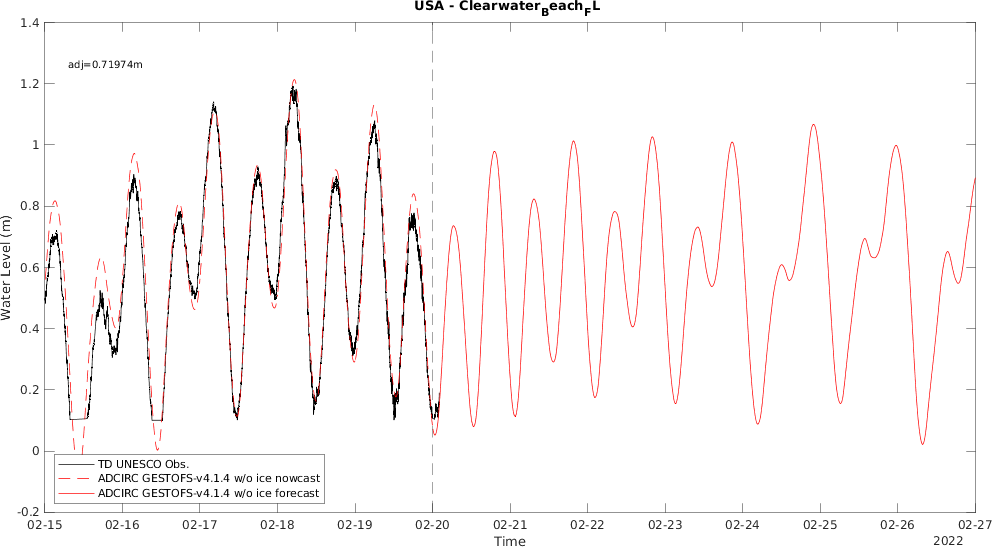 USA - Clearwater_Beach_FL
adj=0.71974m
1.4
1.2
1
0.8
0.6
0.4
0.2
0
-0.2
Water Level (m)
TD UNESCO Obs.
ADCIRC GESTOFS-v4.1.4 w/o ice nowcast
ADCIRC GESTOFS-v4.1.4 w/o ice forecast
02-15 02-16 02-17 02-18 02-19 02-20 02-21 02-22 02-23 02-24 02-25 02-26 02-27
Time
2022